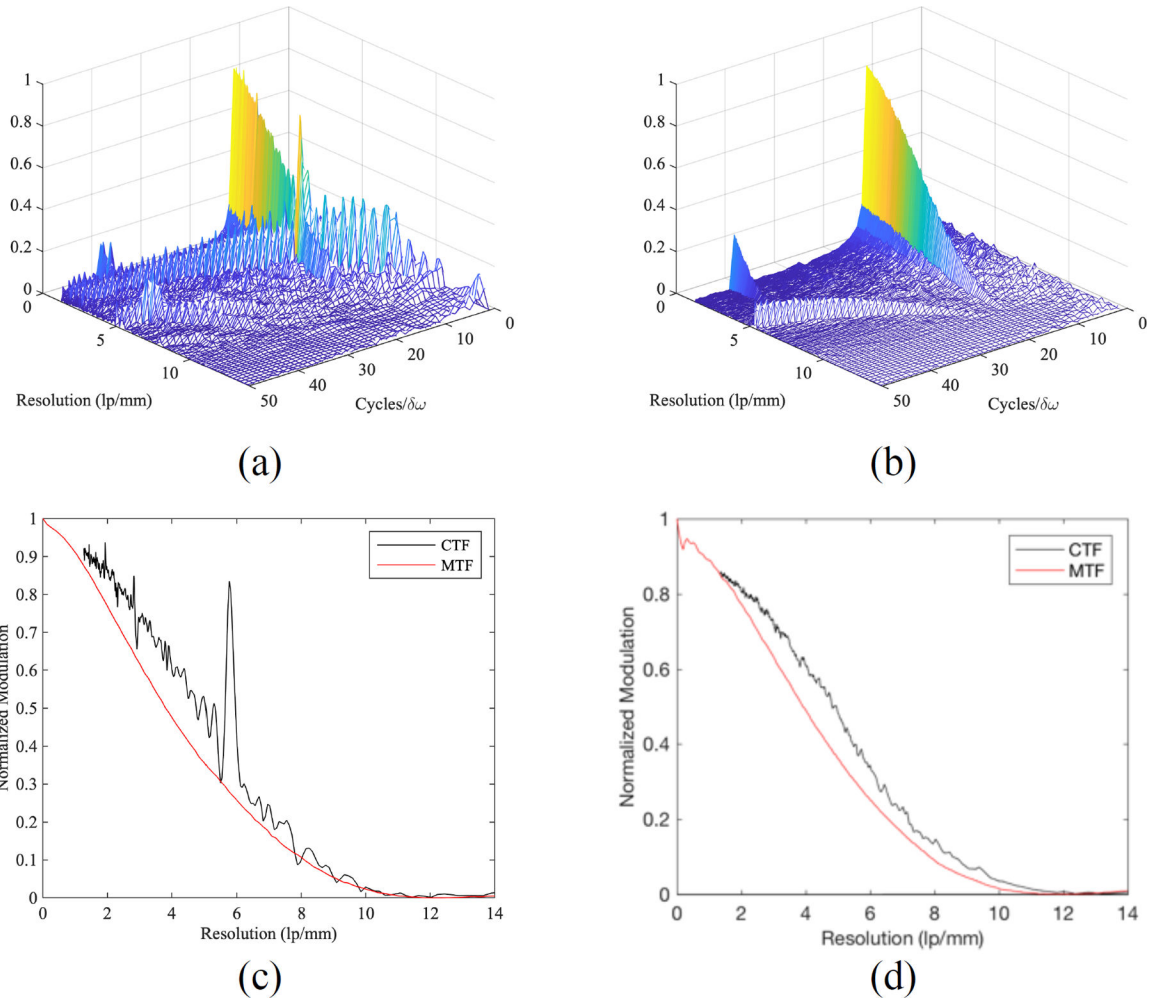 1
0.8
0.6
0.4
0.2
0
0
5
10
50
40
30
20
10
0
Resolution (lp/mm)
Cycles/δω
(a)
1
0.8
0.6
0.4
0.2
0
0
5
10
50
40
30
20
10
0
Resolution (lp/mm)
Cycles/δω
(b)
1
0.9
0.8
0.7
0.6
0.5
0.4
0.3
0.2
0.1
0
0 2 4 6 8 10 12 14
Normalized Modulation
Resolution (lp/mm)
CTF
MTF
(c)
1
0.8
0.6
0.4
0.2
0
0 2 4 6 8 10 12 14
Normalized Modulation
Resolution (lp/mm)
CTF
MTF
(d)